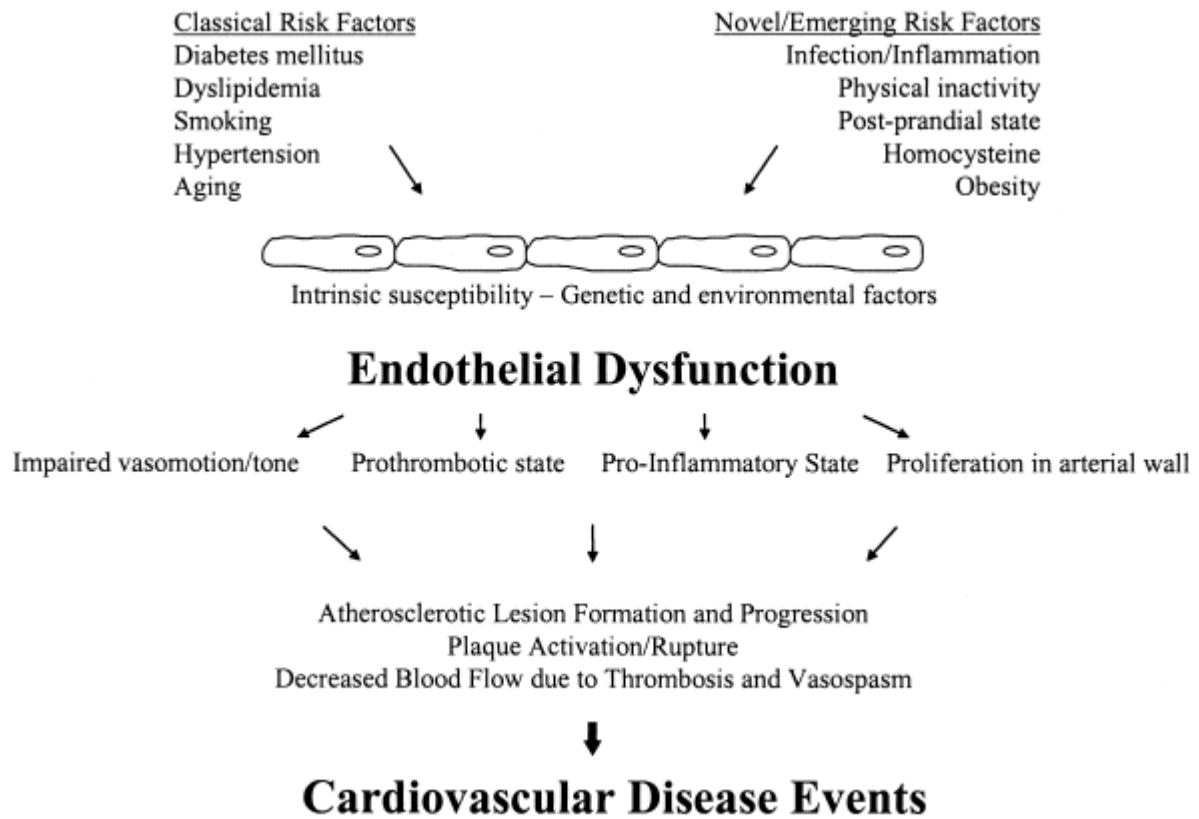 Classical Risk Factors
Diabetes mellitus
Dyslipidemia
Smoking
Hypertension
Aging
Novel/Emerging Risk Factors
Infection/Inflammation
Physical inactivity
Post-prandial state
Homocysteine
Obesity
Intrinsic susceptibility – Genetic and environmental factors
Endothelial Dysfunction
Impaired vasomotion/tone
Prothrombotic state
Pro-Inflammatory State
Proliferation in arterial wall
Atherosclerotic Lesion Formation and Progression
Plaque Activation/Rupture
Decreased Blood Flow due to Thrombosis and Vasospasm
Cardiovascular Disease Events